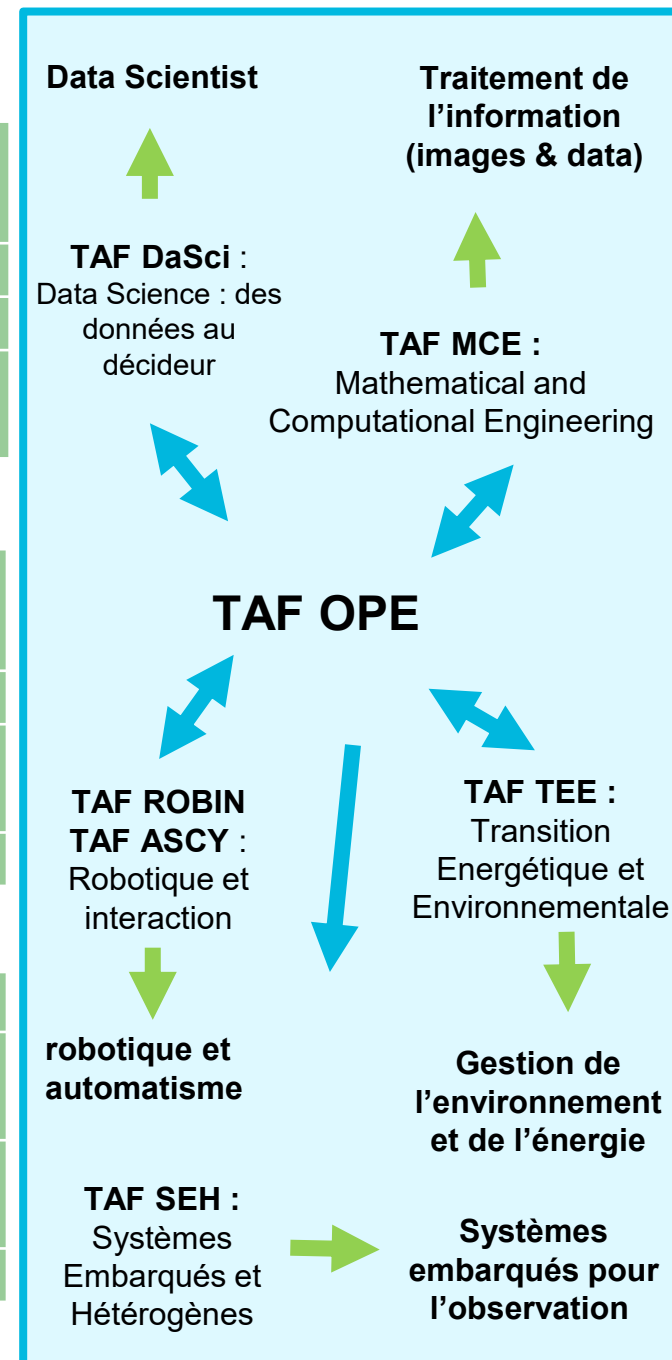 Data Scientist
Traitement de
l’information
(images & data)
TAF DaSci :
Data Science : des
données au
décideur
TAF MCE :
Mathematical and
Computational Engineering
TAF OPE
TAF ROBIN
TAF ASCY :
Robotique et
interaction
TAF TEE :
Transition
Energétique et
Environnementale
robotique et
automatisme
Gestion de
l’environnement
et de l’énergie
TAF SEH :
Systèmes
Embarqués et
Hétérogènes
Systèmes
embarqués pour
l’observation